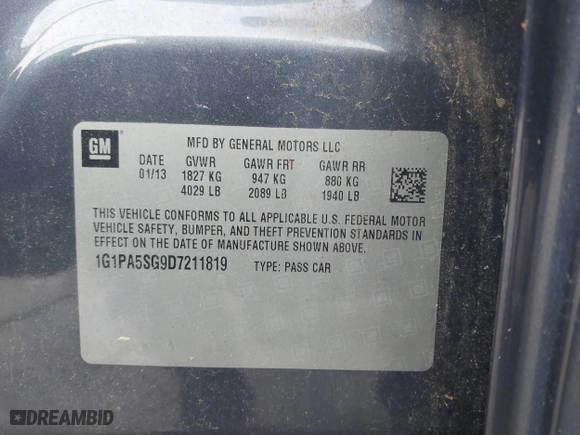 GM
MFD BY GENERAL MOTORS LLC
DATE GVWR GAWR FRT GAWR RR
01/13 1827 KG 947 KG 880 KG
4029 LB 2089 LB 1940 LB
THIS VEHICLE CONFORMS TO ALL APPLICABLE U.S. FEDERAL MOTOR
VEHICLE SAFETY, BUMPER, AND THEFT PREVENTION STANDARDS IN
EFFECT ON THE DATE OF MANUFACTURE SHOWN ABOVE.
1G1PA5SG9D7211819 TYPE: PASS CAR
DREAMBID